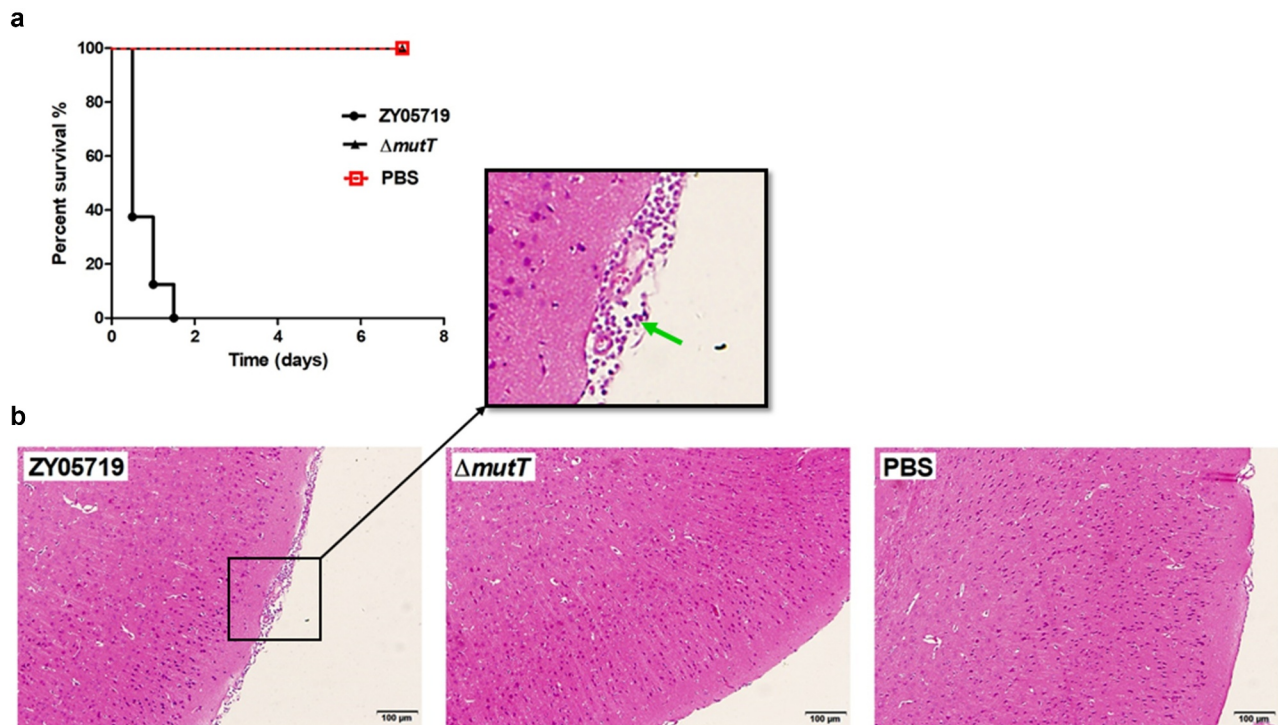 a
100
80
60
40
20
0
Percent survival %
0 2 4 6 8
Time (days)
ZY05719
ΔmutT
PBS
b
ZY05719
ΔmutT
PBS
100 μm
100 μm
100 μm